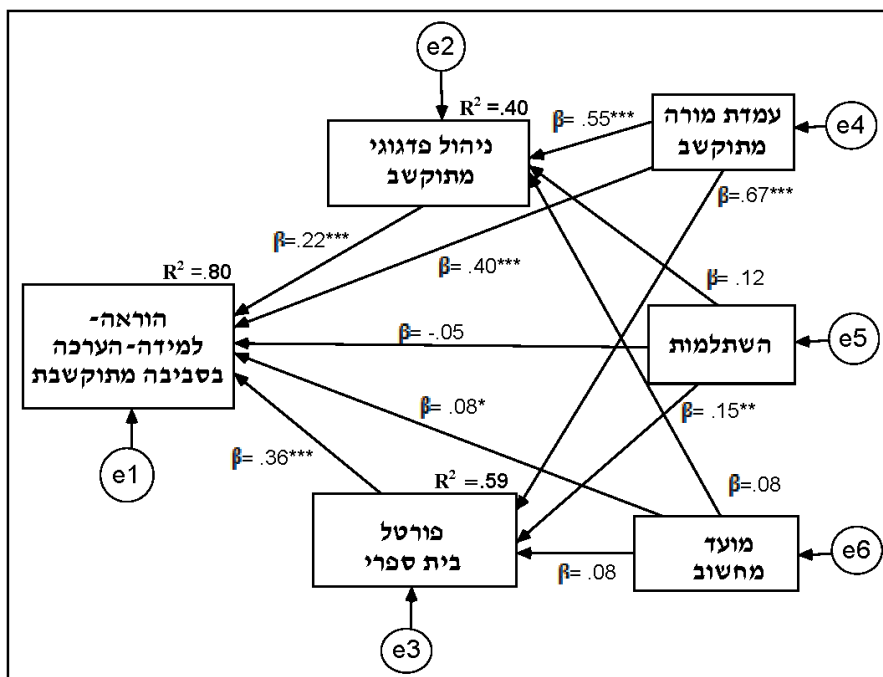 e2
R² =.40
ניהול פדגוגי
מתוקשב
β= .55***
עמדת מורה
מתוקשב
e4
β=.67***
β=.22***
β= .40***
β= .12
R² =.80
הוראה-
למידה-הערכה
בסביבה מתוקשבת
β= -.05
השתלמות
e5
β= .08*
β= .15**
β= .36***
e1
R² =.59
פורטל
בית ספרי
β=.08
מועד
מחשוב
e6
β= .08
e3